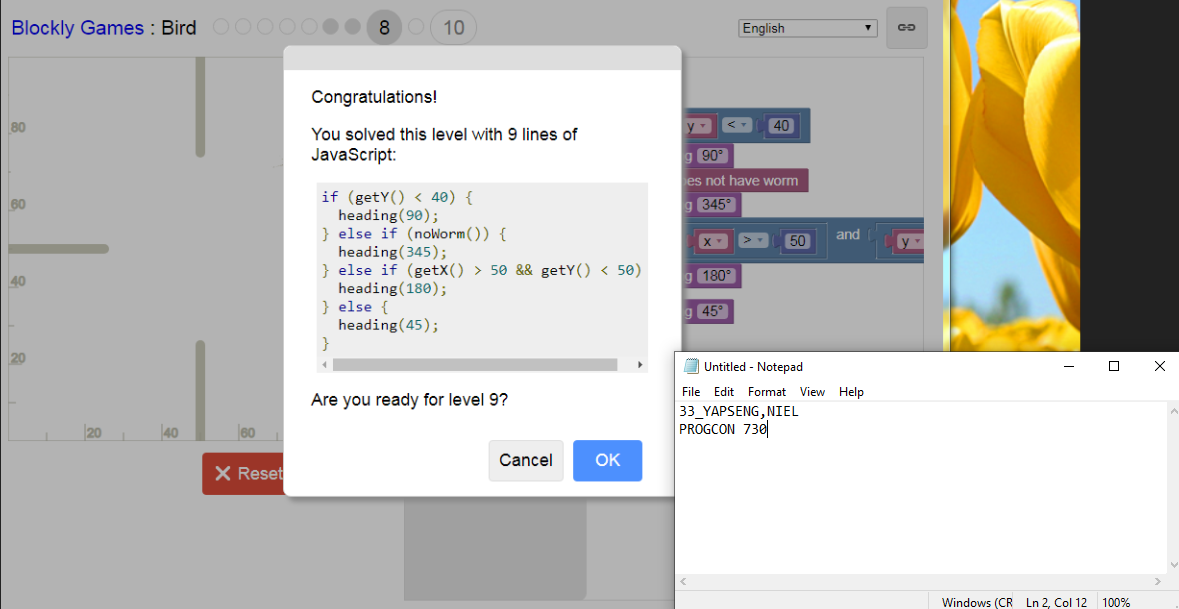 Blockly Games : Bird
8
10
English
80
60
40
20
20
40
60
Reset
Congratulations!
You solved this level with 9 lines of
JavaScript:
if (getY() < 40) {
  heading(90);
} else if (noWorm()) {
  heading(345);
} else if (getX() > 50 && getY() < 50)
  heading(180);
} else {
  heading(45);
}
Are you ready for level 9?
Cancel
OK
y < 40
g 90°
es not have worm
g 345°
x > 50 and y
g 180°
g 45°
Untitled - Notepad
File Edit Format View Help
33_YAPSENG,NIEL
PROGCON 730
Windows (CR
Ln 2, Col 12
100%